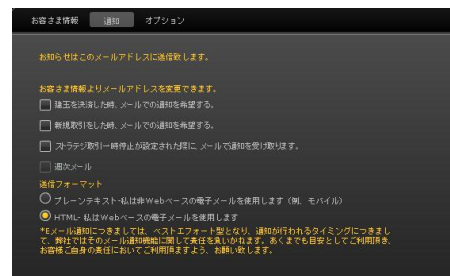 お客さま情報 通知 オプション
お知らせはこのメールアドレスに送信致します。
お客さま情報よりメールアドレスを変更できます。
建玉を決済した時、メールでの通知を希望する。
新規取引をした時、メールでの通知を希望する。
ストラテジ取引一時停止が設定された際に、メールで通知を受け取ります。
週次メール
送信フォーマット
プレーンテキスト-私は非Webベースの電子メールを使用します（例、モバイル）
HTML- 私はWebベースの電子メールを使用します
*Eメール通知につきましては、ベストエフォート型となり、通知が行われるタイミングにつきまし
て、弊社ではそのメール通知機能に関して責任を負いかねます。あくまでも目安としてご利用頂き、
お客様ご自身の責任においてご利用頂きますよう、お願い致します。